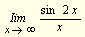 lim x→∞ sin 2x / x